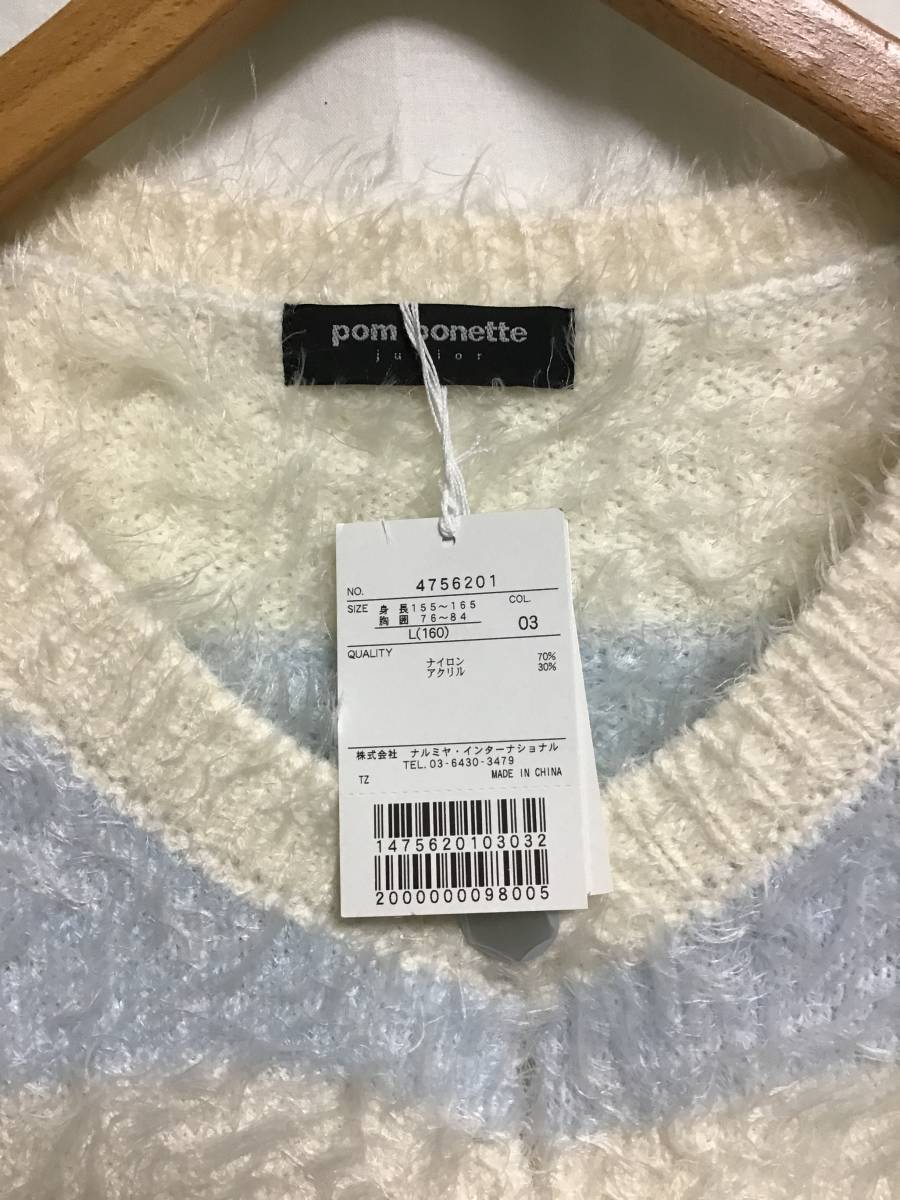 pom ponette
junior
NO. 4756201
SIZE 身長155~165 COL.
胸囲 76~84
L(160) 03
QUALITY
ナイロン 70%
アクリル 30%
株式会社 ナルミヤ・インターナショナル
TEL.03-6430-3479
TZ MADE IN CHINA
1475620103032
2000000098005